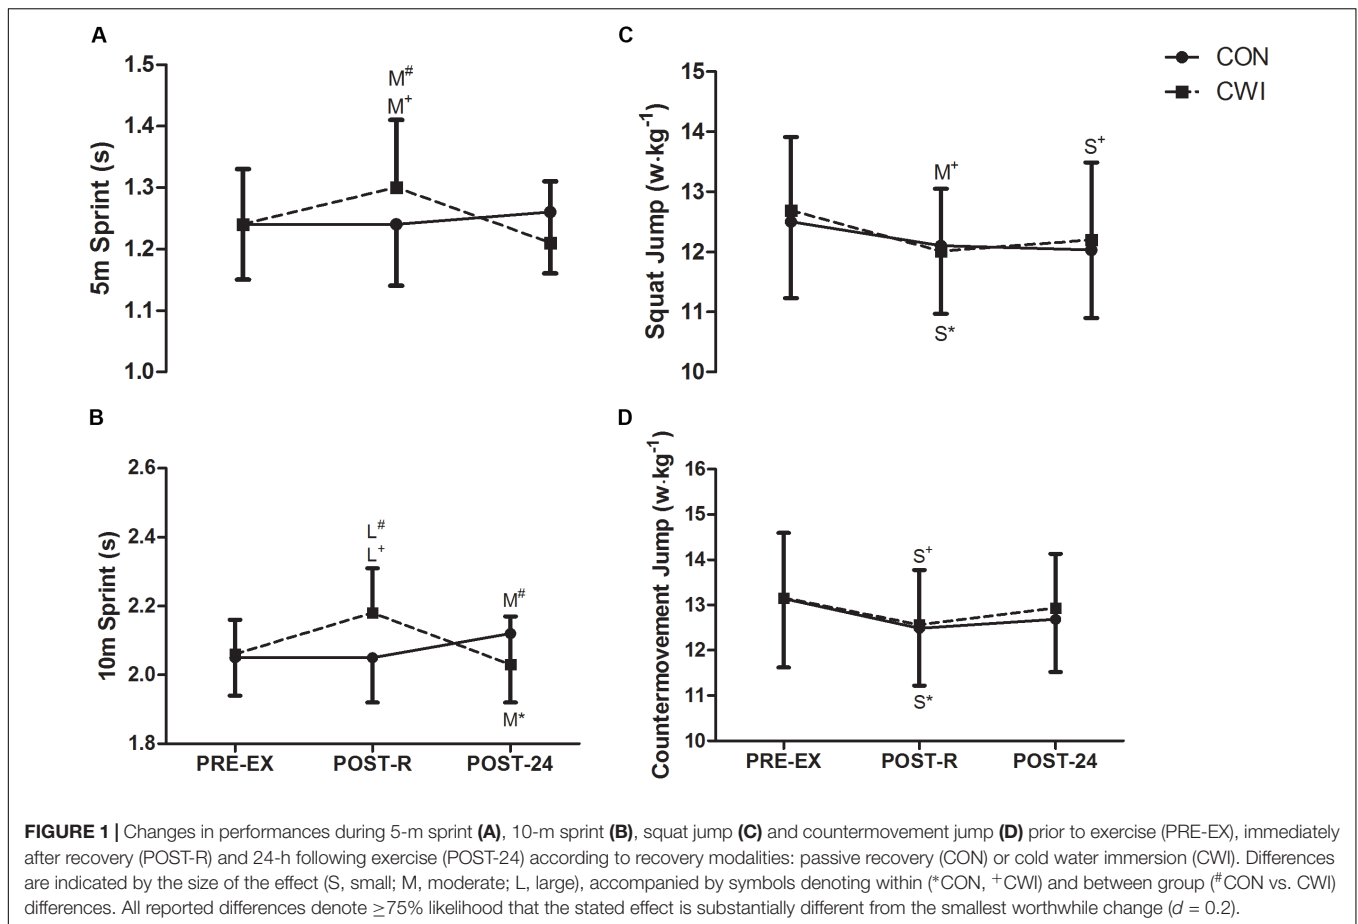 A
1.5
1.4
1.3
1.2
1.1
1.0
5m Sprint (s)
M#
M+
C
15
14
13
12
11
10
Squat Jump (w·kg-1)
M+
S*
S+
CON
CWI
B
2.6
2.4
2.2
2.0
1.8
10m Sprint (s)
L#
L+
M#
M*
PRE-EX POST-R POST-24
D
16
15
14
13
12
11
10
Countermovement Jump (w·kg-1)
S+
S*
PRE-EX POST-R POST-24
FIGURE 1 | Changes in performances during 5-m sprint (A), 10-m sprint (B), squat jump (C) and countermovement jump (D) prior to exercise (PRE-EX), immediately
after recovery (POST-R) and 24-h following exercise (POST-24) according to recovery modalities: passive recovery (CON) or cold water immersion (CWI). Differences
are indicated by the size of the effect (S, small; M, moderate; L, large), accompanied by symbols denoting within (*CON, +CWI) and between group (#CON vs. CWI)
differences. All reported differences denote ≥75% likelihood that the stated effect is substantially different from the smallest worthwhile change (d = 0.2).